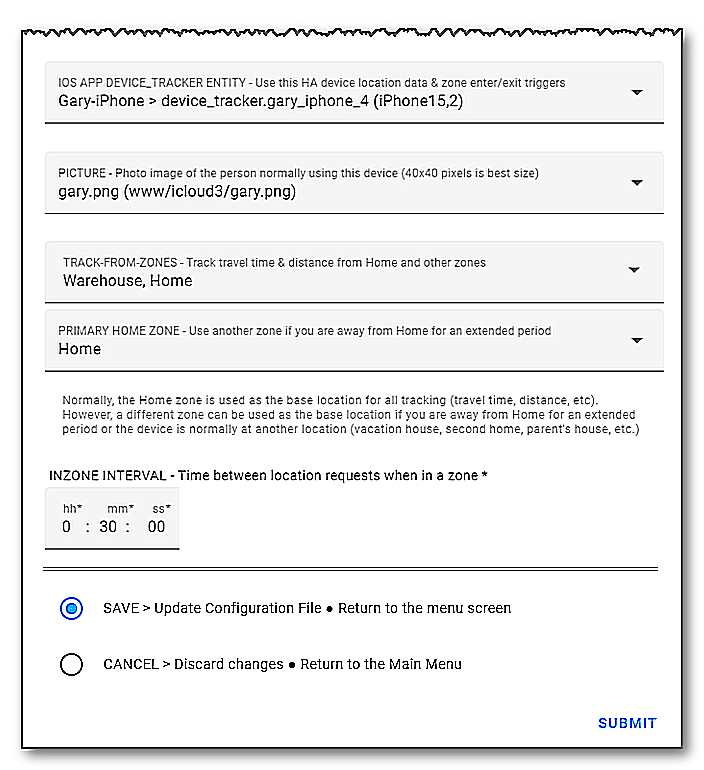 IOS APP DEVICE_TRACKER ENTITY - Use this HA device location data & zone enter/exit triggers
Gary-iPhone > device_tracker.gary_iphone_4 (iPhone15,2)
PICTURE - Photo image of the person normally using this device (40x40 pixels is best size)
gary.png (www/icloud3/gary.png)
TRACK-FROM-ZONES - Track travel time & distance from Home and other zones
Warehouse, Home
PRIMARY HOME ZONE - Use another zone if you are away from Home for an extended period
Home
Normally, the Home zone is used as the base location for all tracking (travel time, distance, etc).
However, a different zone can be used as the base location if you are away from Home for an extended
period or the device is normally at another location (vacation house, second home, parent's house, etc.)
INZONE INTERVAL - Time between location requests when in a zone *
hh* mm* ss*
0 : 30 : 00
SAVE > Update Configuration File ● Return to the menu screen
CANCEL > Discard changes ● Return to the Main Menu
SUBMIT